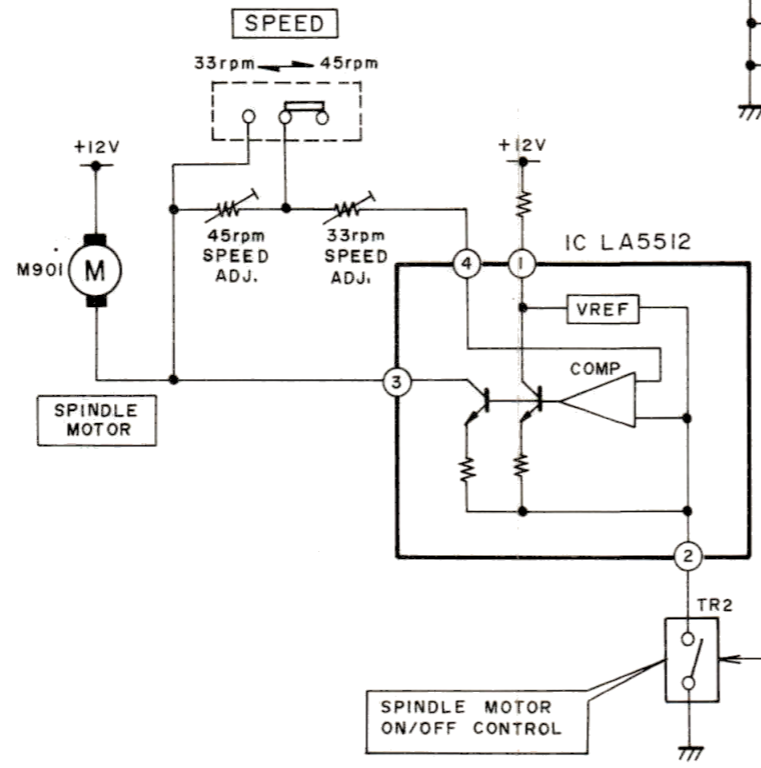 SPEED
33rpm 45rpm
+12V
+12V
M901
M
45rpm
SPEED
ADJ.
33rpm
SPEED
ADJ.
IC LA5512
4
1
VREF
COMP
3
SPINDLE
MOTOR
2
TR2
SPINDLE MOTOR
ON/OFF CONTROL